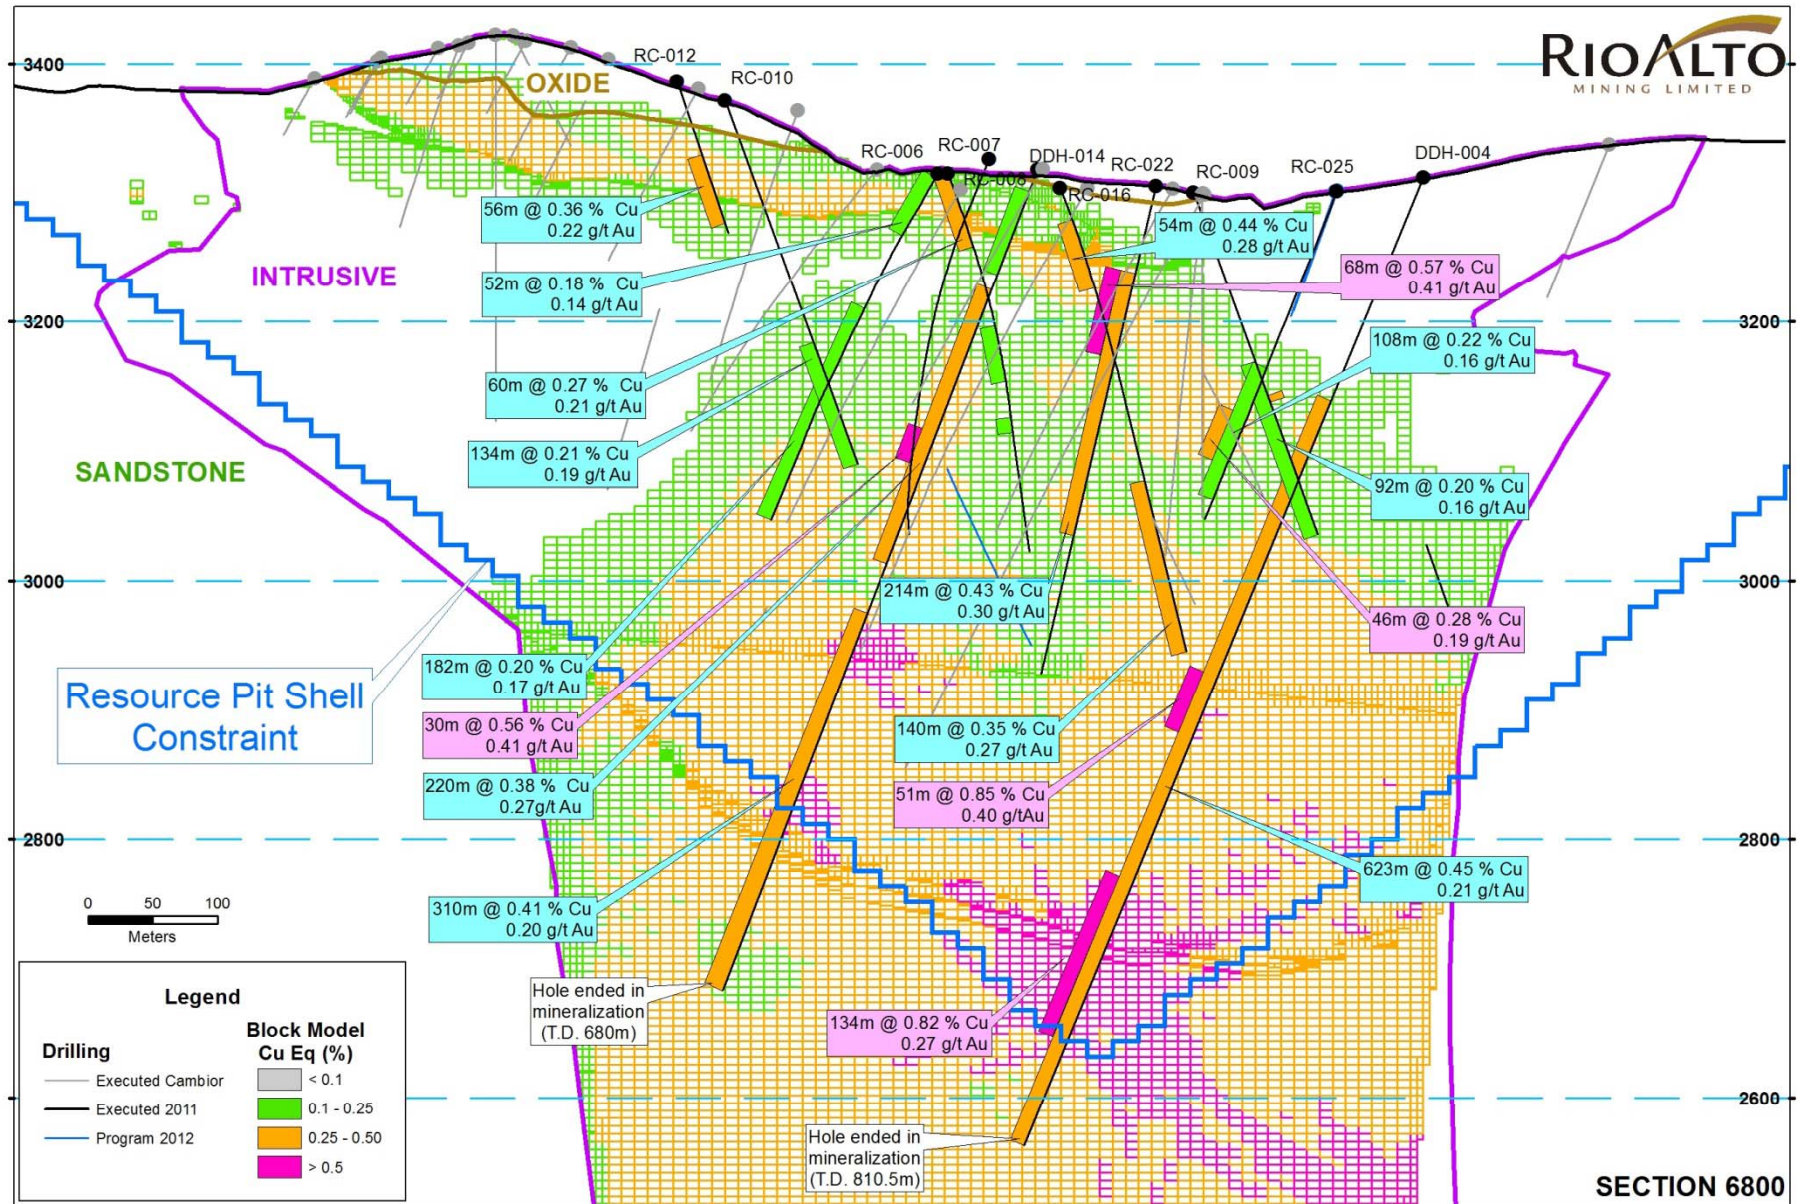 RIOALTO
MINING LIMITED
3400
RC-012
RC-010
OXIDE
RC-006
RC-007
RC-008
DDH-014
RC-016
RC-022
RC-009
RC-025
DDH-004
56m @ 0.36 % Cu
0.22 g/t Au
54m @ 0.44 % Cu
0.28 g/t Au
INTRUSIVE
52m @ 0.18 % Cu
0.14 g/t Au
68m @ 0.57 % Cu
0.41 g/t Au
3200
3200
108m @ 0.22 % Cu
0.16 g/t Au
60m @ 0.27 % Cu
0.21 g/t Au
SANDSTONE
134m @ 0.21 % Cu
0.19 g/t Au
92m @ 0.20 % Cu
0.16 g/t Au
3000
3000
214m @ 0.43 % Cu
0.30 g/t Au
46m @ 0.28 % Cu
0.19 g/t Au
182m @ 0.20 % Cu
0.17 g/t Au
Resource Pit Shell
Constraint
30m @ 0.56 % Cu
0.41 g/t Au
140m @ 0.35 % Cu
0.27 g/t Au
220m @ 0.38 % Cu
0.27g/t Au
51m @ 0.85 % Cu
0.40 g/tAu
2800
2800
623m @ 0.45 % Cu
0.21 g/t Au
310m @ 0.41 % Cu
0.20 g/t Au
0 50 100
Meters
Hole ended in
mineralization
(T.D. 680m)
134m @ 0.82 % Cu
0.27 g/t Au
2600
Hole ended in
mineralization
(T.D. 810.5m)
Legend
Drilling
Executed Cambior
Executed 2011
Program 2012
Block Model
Cu Eq (%)
< 0.1
0.1 - 0.25
0.25 - 0.50
> 0.5
SECTION 6800